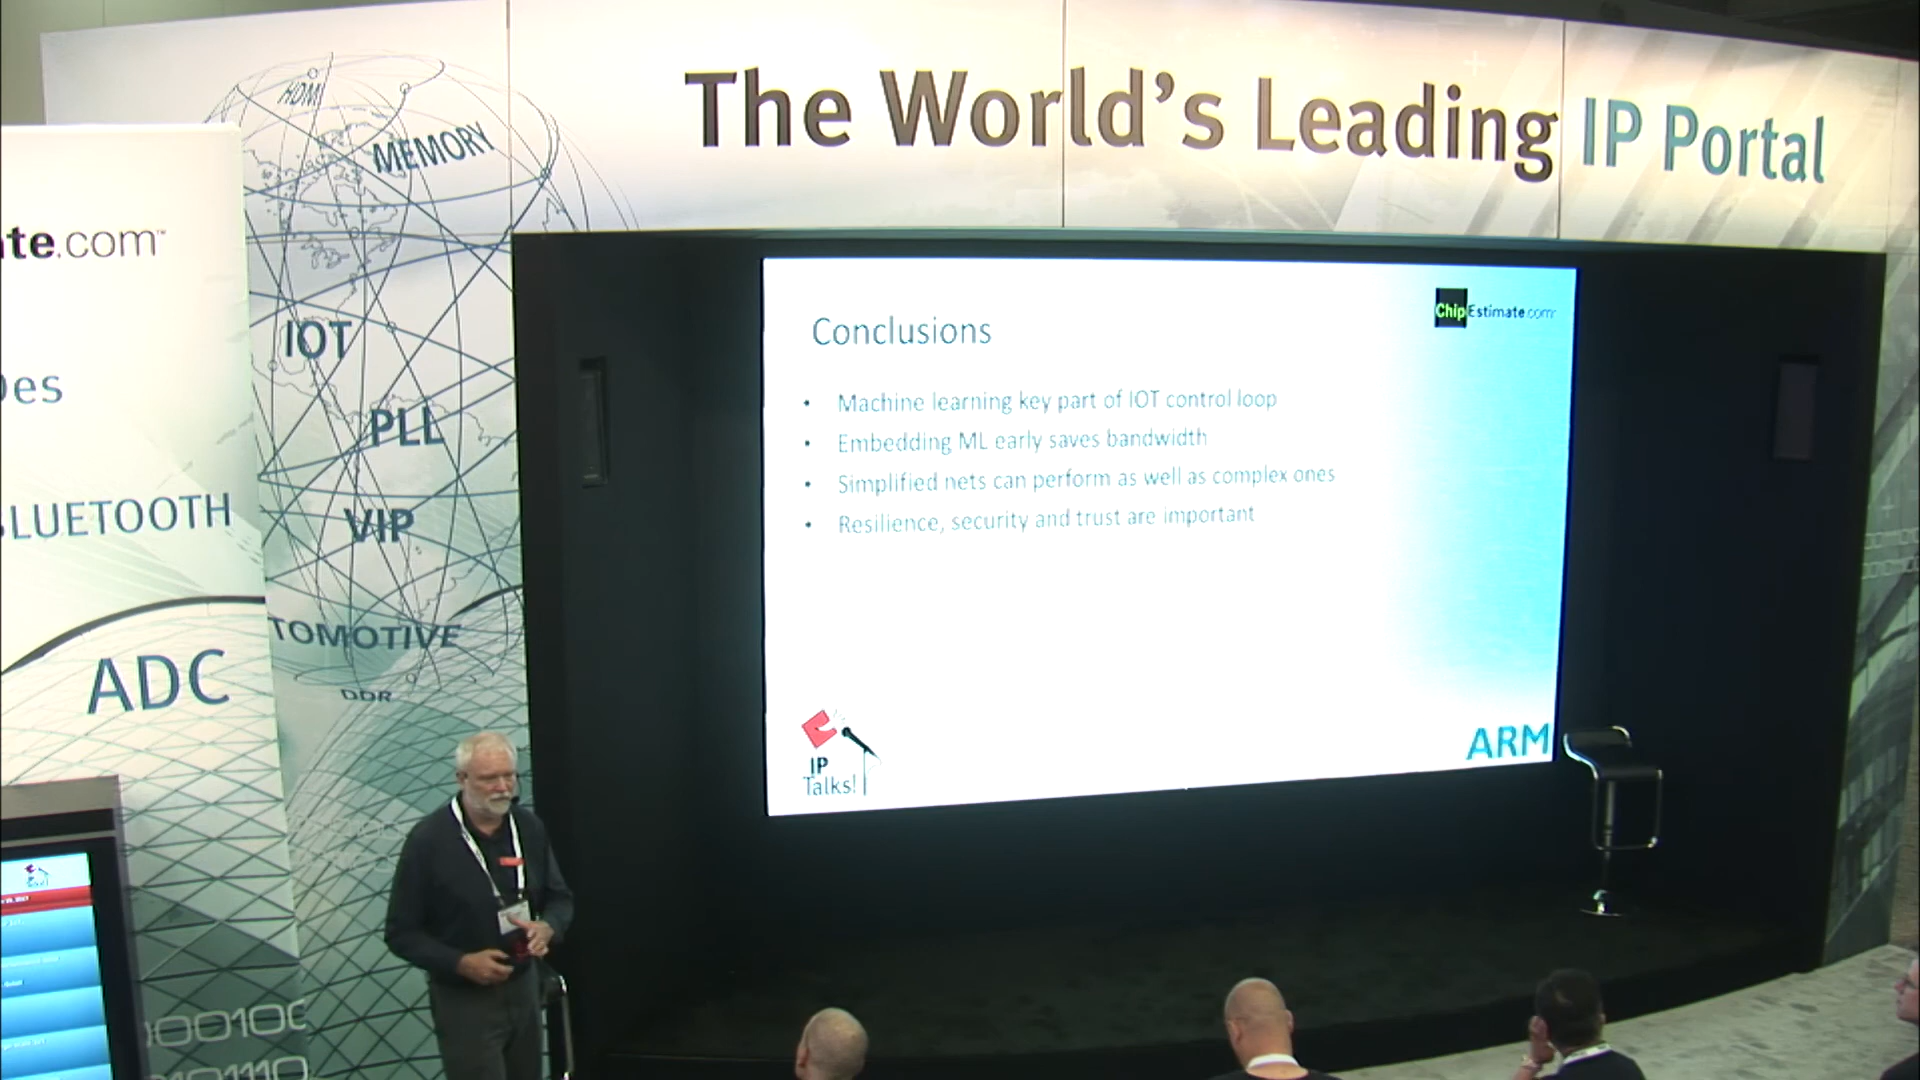 The World's Leading IP Portal
HDMI
MEMORY
te.com™
IOT
es
PLL
LUETOOTH
VIP
TOMOTIVE
ADC
DDR
ChipEstimate.com
Conclusions
• Machine learning key part of IOT control loop
• Embedding ML early saves bandwidth
• Simplified nets can perform as well as complex ones
• Resilience, security and trust are important
IP
Talks!
ARM